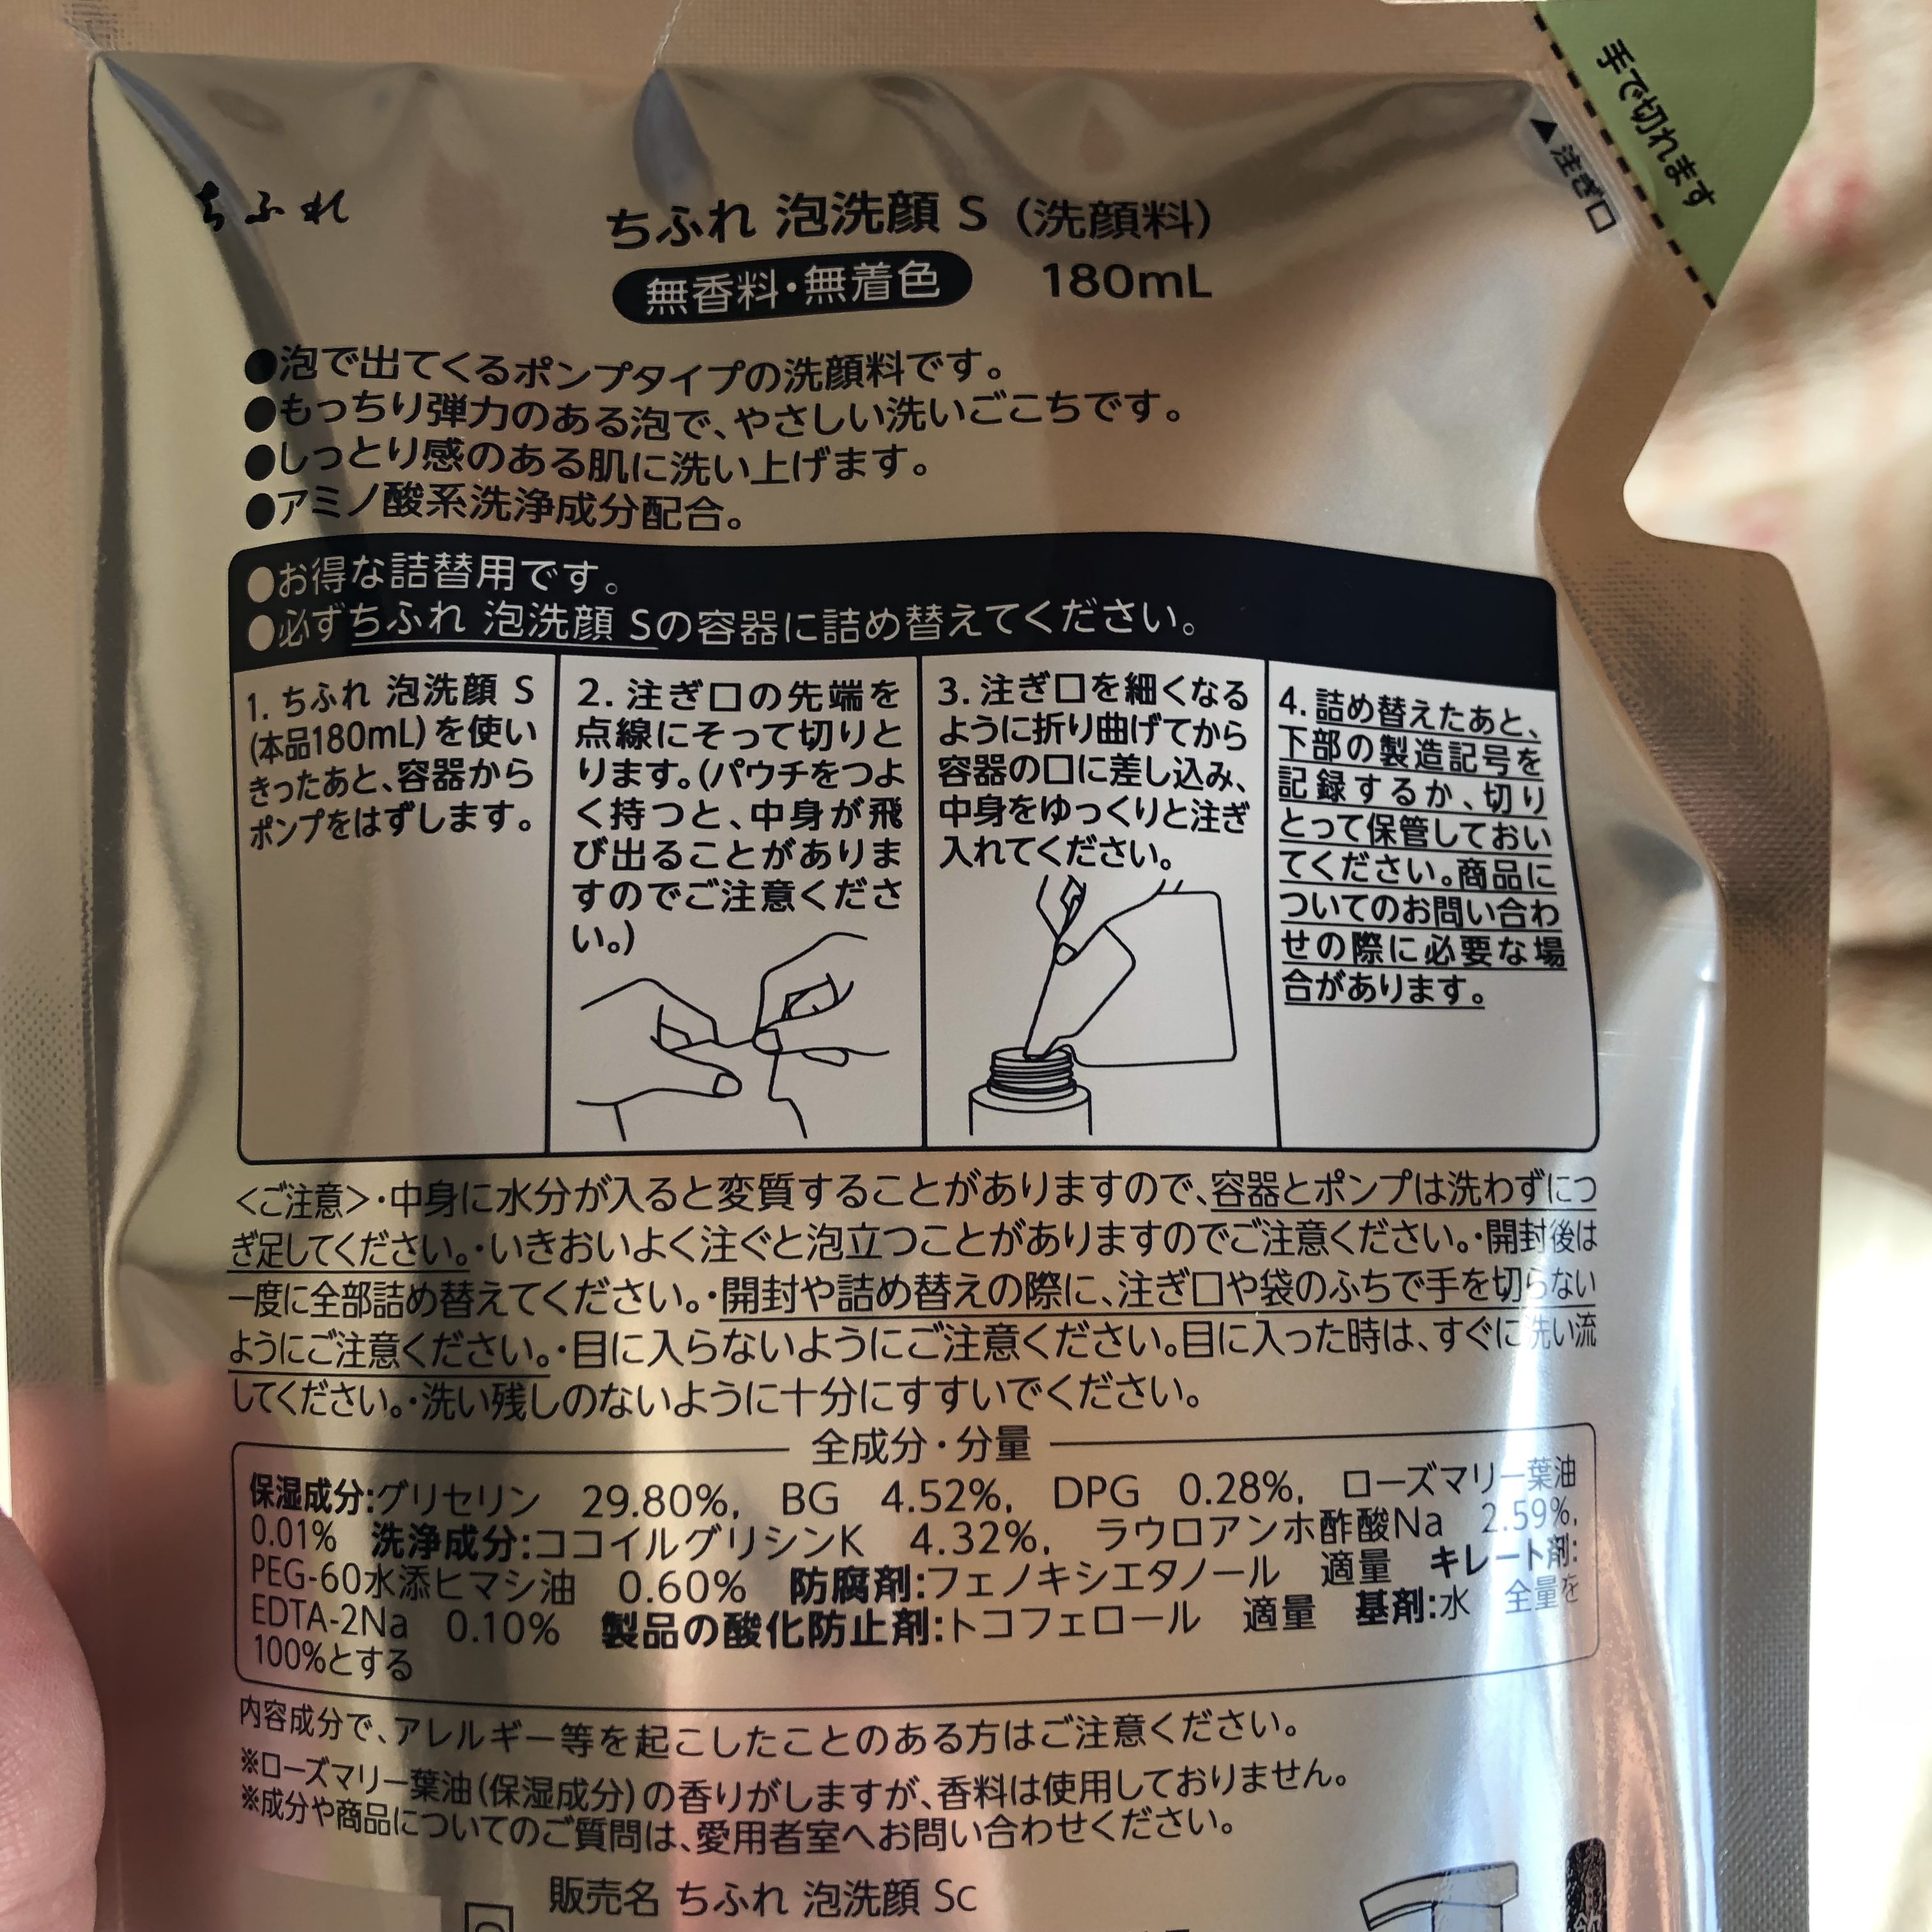 手で切れます
▲注ぎ口
ちふれ
ちふれ 泡洗顔 S（洗顔料）
無香料・無着色 180mL
●泡で出てくるポンプタイプの洗顔料です。
●もっちり弾力のある泡で、やさしい洗いごこちです。
●しっとり感のある肌に洗い上げます。
●アミノ酸系洗浄成分配合。
●お得な詰替用です。
●必ずちふれ 泡洗顔 Sの容器に詰め替えてください。
1. ちふれ 泡洗顔 S
(本品180mL)を使い
きったあと、容器から
ポンプをはずします。
2. 注ぎ口の先端を
点線にそって切りと
ります。(パウチをつよ
く持つと、中身が飛
び出ることがありま
すのでご注意くださ
い。)
3. 注ぎ口を細くなる
ように折り曲げてから
容器の口に差し込み、
中身をゆっくりと注ぎ
入れてください。
4. 詰め替えたあと、
下部の製造記号を
記録するか、切り
とって保管しておい
てください。商品に
ついてのお問い合わ
せの際に必要な場
合があります。
＜ご注意＞・中身に水分が入ると変質することがありますので、容器とポンプは洗わずにつ
ぎ足してください。・いきおいよく注ぐと泡立つことがありますのでご注意ください。・開封後は
一度に全部詰め替えてください。・開封や詰め替えの際に、注ぎ口や袋のふちで手を切らない
ようにご注意ください。・目に入らないようにご注意ください。目に入った時は、すぐに洗い流
してください。・洗い残しのないように十分にすすいでください。
全成分・分量
保湿成分:グリセリン 29.80%, BG 4.52%, DPG 0.28%, ローズマリー葉油
0.01% 洗浄成分:ココイルグリシンK 4.32%, ラウロアンホ酢酸Na 2.59%,
PEG-60水添ヒマシ油 0.60% 防腐剤:フェノキシエタノール 適量 キレート剤:
EDTA-2Na 0.10% 製品の酸化防止剤:トコフェロール 適量 基剤:水 全量を
100%とする
内容成分で、アレルギー等を起こしたことのある方はご注意ください。
※ローズマリー葉油(保湿成分)の香りがしますが、香料は使用しておりません。
※成分や商品についてのご質問は、愛用者室へお問い合わせください。
販売名 ちふれ 泡洗顔 Sc